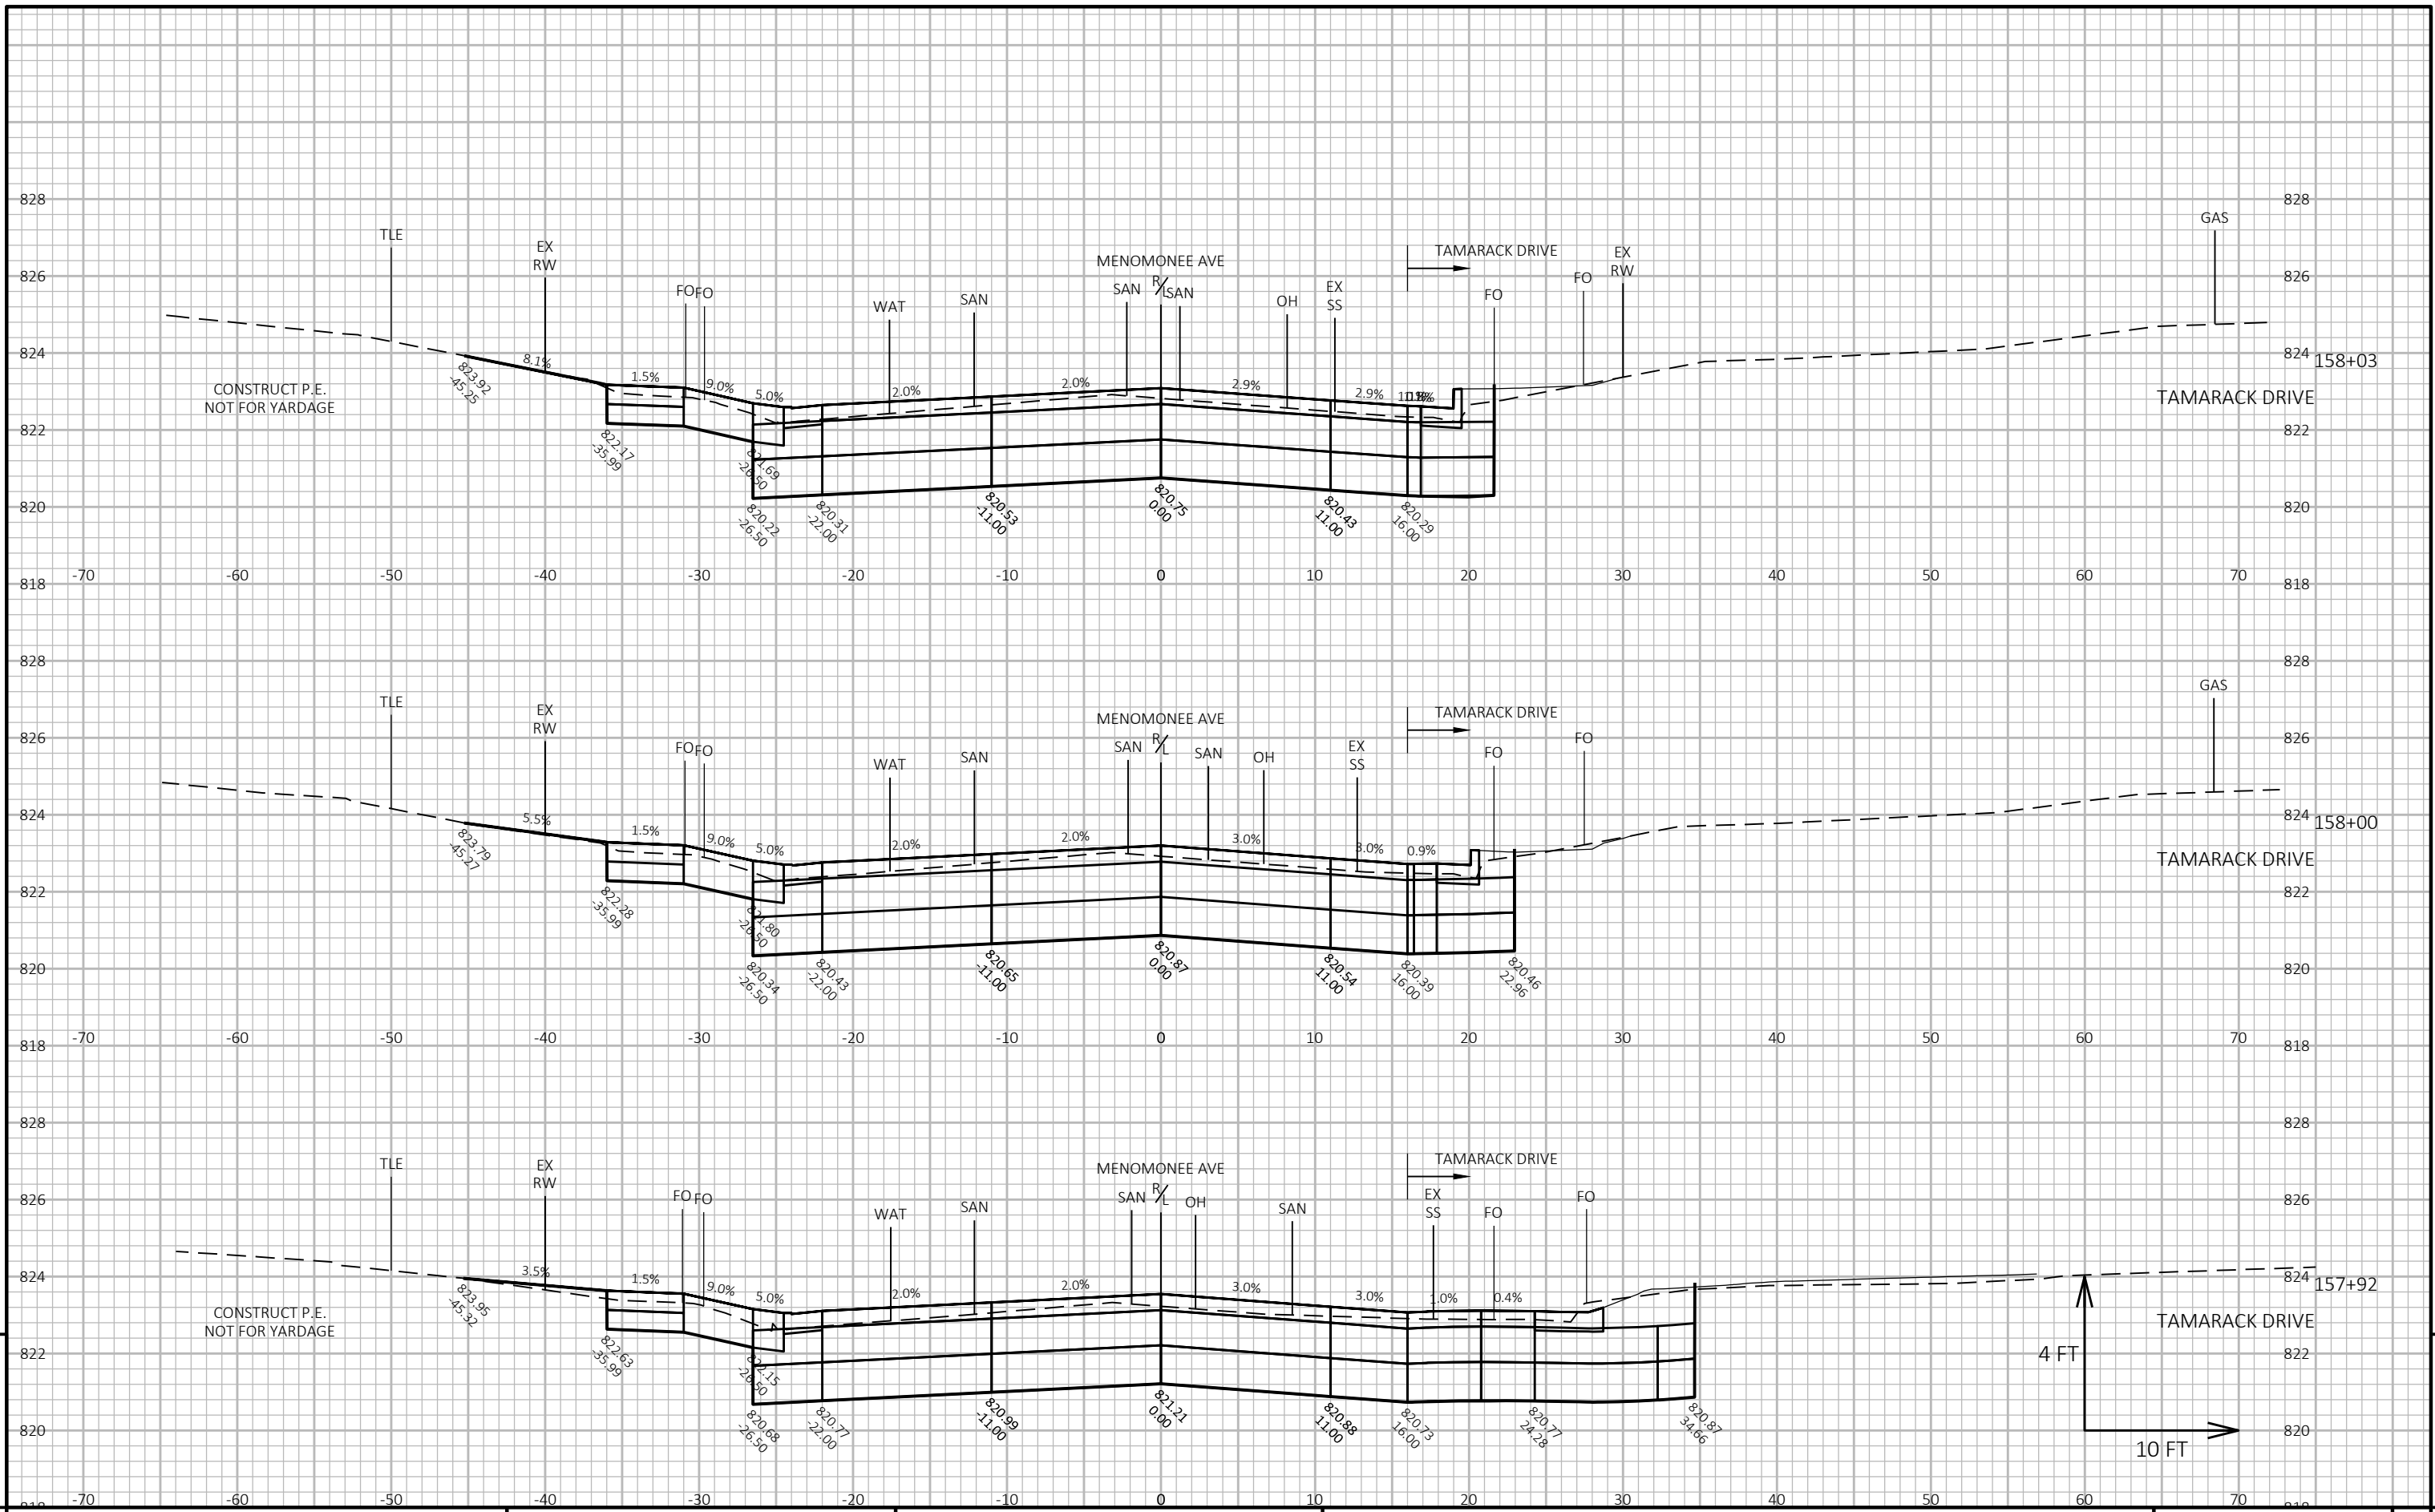 828 828
GAS
TLE
EX
RW
TAMARACK DRIVE
EX
RW
826 MENOMONEE AVE 826
R/L
FO FO WAT SAN SAN SAN OH EX
SS FO FO
824 824 158+03
8.1% 1.5% 9.0% 5.0% 2.0% 2.0% 2.9% 2.9%
CONSTRUCT P.E.
NOT FOR YARDAGE
TAMARACK DRIVE
823.92
-45.25
822 822
822.17
-35.99
821.69
-26.50
820 820
820.22
-26.50
820.31
-22.00
820.53
-11.00
820.75
0.00
820.43
11.00
820.29
16.00
818 -70 -60 -50 -40 -30 -20 -10 0 10 20 30 40 50 60 70 818
828 828
GAS
TLE
EX
RW
MENOMONEE AVE
TAMARACK DRIVE
826 826
R/L
FO FO WAT SAN SAN SAN OH EX
SS FO FO
824 824 158+00
5.5% 1.5% 9.0% 5.0% 2.0% 2.0% 3.0% 3.0% 0.9%
TAMARACK DRIVE
823.79
-45.27
822 822
822.28
-35.99
821.80
-26.50
820 820
820.34
-26.50
820.43
-22.00
820.65
-11.00
820.87
0.00
820.54
11.00
820.39
16.00
820.46
22.96
818 -70 -60 -50 -40 -30 -20 -10 0 10 20 30 40 50 60 70 818
828 828
TLE
EX
RW
MENOMONEE AVE
TAMARACK DRIVE
826 826
R/L
FO FO WAT SAN SAN OH SAN EX
SS FO FO
824 824 157+92
3.5% 1.5% 9.0% 5.0% 2.0% 2.0% 3.0% 3.0% 1.0% 0.4%
CONSTRUCT P.E.
NOT FOR YARDAGE
TAMARACK DRIVE
823.95
-45.32
822 4 FT 822
822.63
-35.99
822.15
-26.50
820 820
820.68
-26.50
820.77
-22.00
820.99
-11.00
821.21
0.00
820.88
11.00
820.73
16.00
820.77
24.28
820.87
34.66
10 FT
818 -70 -60 -50 -40 -30 -20 -10 0 10 20 30 40 50 60 70 818